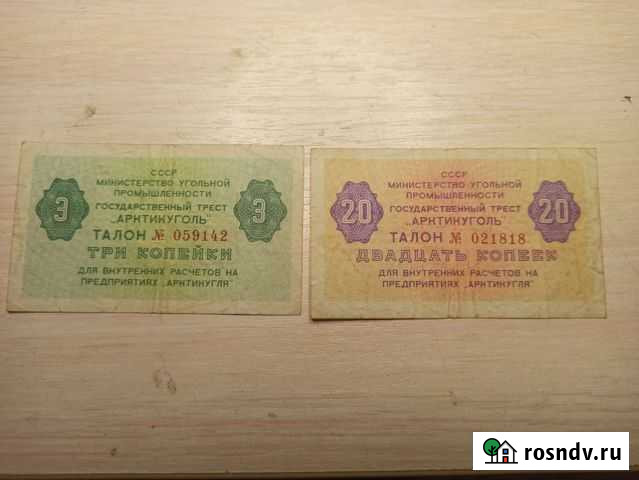 СССР
МИНИСТЕРСТВО УГОЛЬНОЙ
ПРОМЫШЛЕННОСТИ
ГОСУДАРСТВЕННЫЙ ТРЕСТ
„АРКТИКУГОЛЬ"
3
3
ТАЛОН № 059142
ТРИ КОПЕЙКИ
ДЛЯ ВНУТРЕННИХ РАСЧЕТОВ НА
ПРЕДПРИЯТИЯХ „АРКТИКУГЛЯ"
СССР
МИНИСТЕРСТВО УГОЛЬНОЙ
ПРОМЫШЛЕННОСТИ
ГОСУДАРСТВЕННЫЙ ТРЕСТ
„АРКТИКУГОЛЬ"
20
20
ТАЛОН № 021818
ДВАДЦАТЬ КОПЕЕК
ДЛЯ ВНУТРЕННИХ РАСЧЕТОВ НА
ПРЕДПРИЯТИЯХ „АРКТИКУГЛЯ"
rosndv.ru